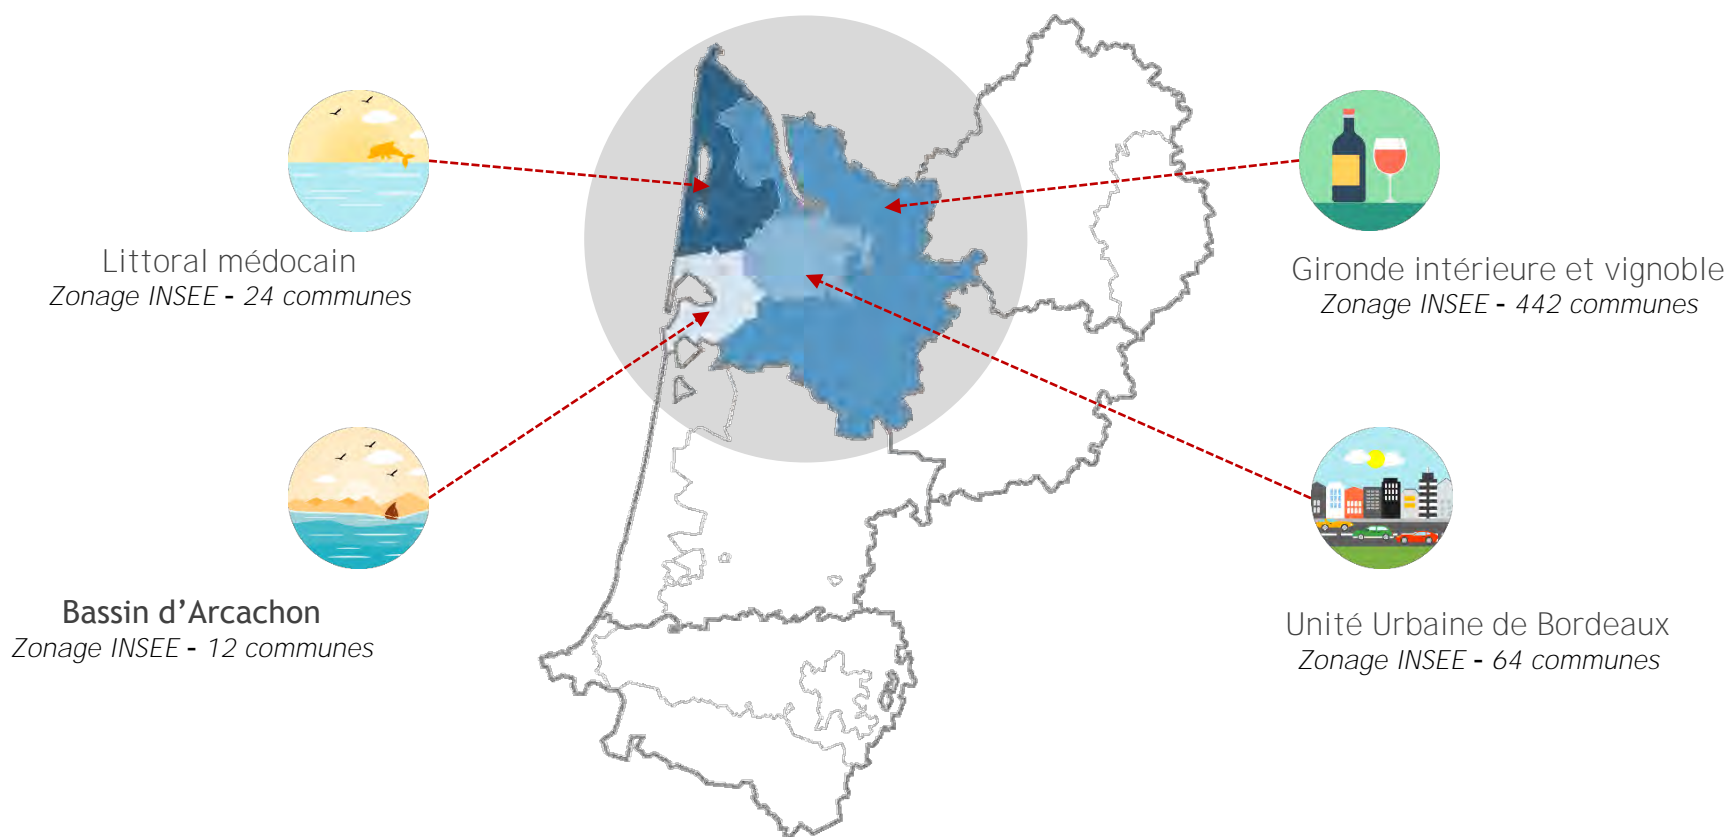 Littoral médocain
Zonage INSEE - 24 communes
Gironde intérieure et vignoble
Zonage INSEE - 442 communes
Bassin d’Arcachon
Zonage INSEE - 12 communes
Unité Urbaine de Bordeaux
Zonage INSEE - 64 communes